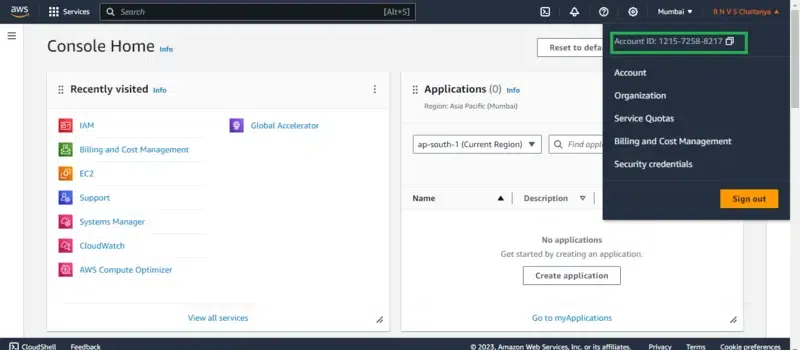 aws
Services
Search
[Alt+S]
Mumbai
B N V S Chaitanya
Console Home
Info
Reset to
Account ID: 1215-7258-8217
Account
Organization
Service Quotas
Billing and Cost Management
Security credentials
Sign out
Recently visited
Info
IAM
Billing and Cost Management
EC2
Support
Systems Manager
CloudWatch
AWS Compute Optimizer
Global Accelerator
View all services
Applications (0)
Info
Region: Asia Pacific (Mumbai)
ap-south-1 (Current Region)
Find
Name
Description
No applications
Get started by creating an application.
Create application
Go to myApplications
CloudShell
Feedback
© 2023, Amazon Web Services, Inc. or its affiliates.
Privacy
Terms
Cookie preferences